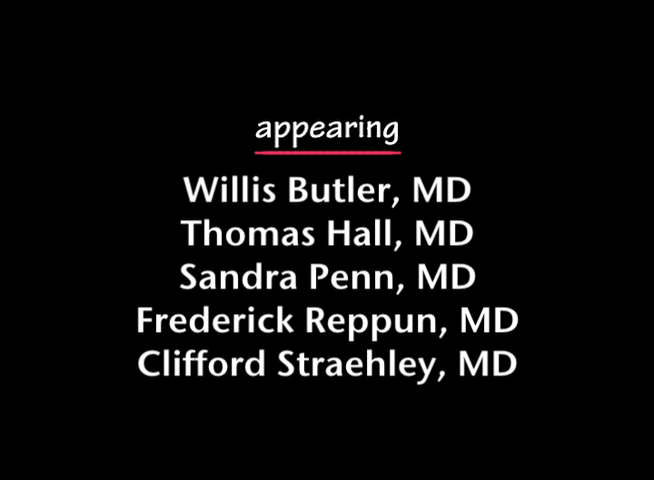 appearing
Willis Butler, MD
Thomas Hall, MD
Sandra Penn, MD
Frederick Reppun, MD
Clifford Straehley, MD